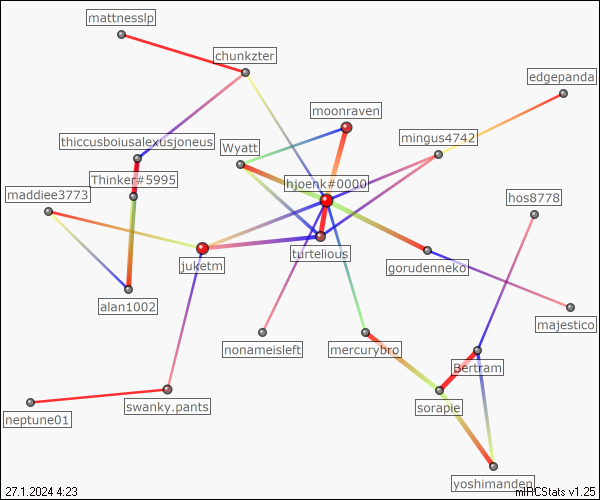 mattnesslp
chunkzter
edgepanda
moonraven
mingus4742
thiccusboiusalexusjoneus
Wyatt
Thinker#5995
hjoenk#0000
maddiee3773
hos8778
turtelious
juketm
gorudenneko
alan1002
majestico
nonameisleft
mercurybro
Bertram
swanky.pants
sorapie
neptune01
yoshimanden
27.1.2024 4:23
mIRCStats v1.25